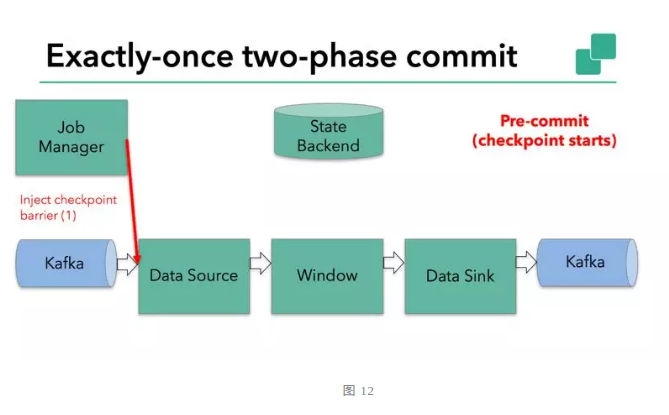 Exactly-once two-phase commit
Job
Manager
State
Backend
Pre-commit
(checkpoint starts)
Inject checkpoint
barrier (1)
Kafka
Data Source
Window
Data Sink
Kafka
图 12